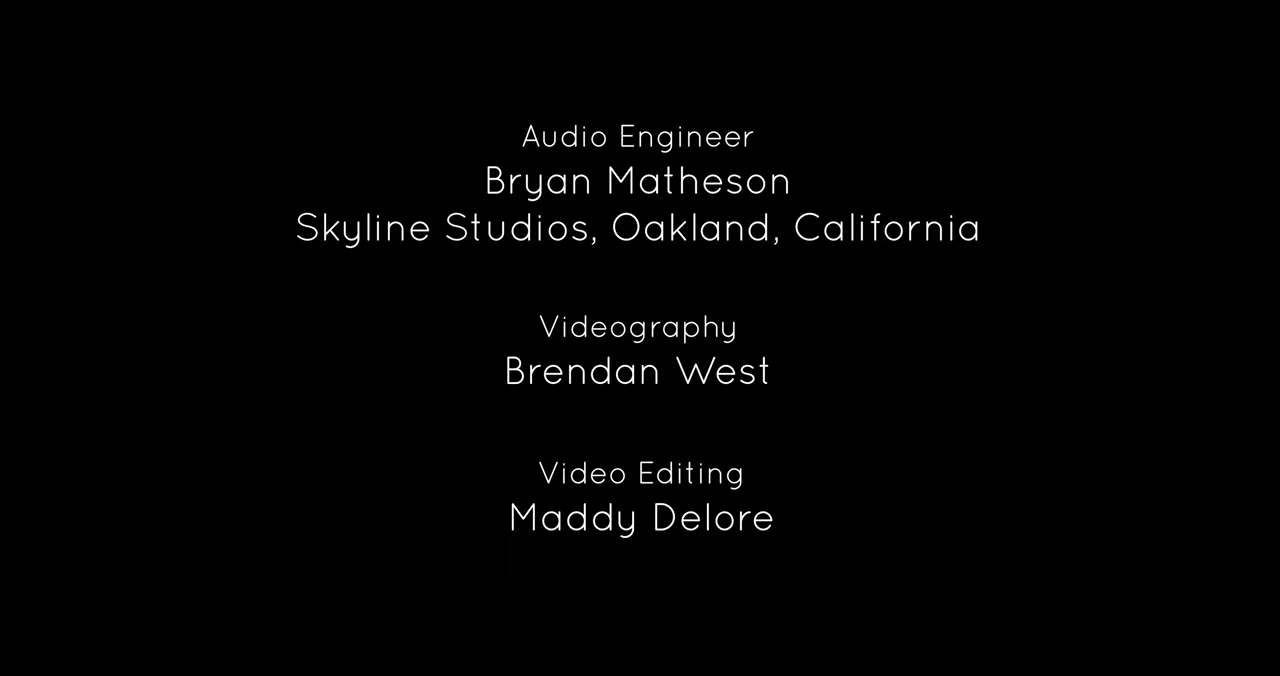 Audio Engineer
Bryan Matheson
Skyline Studios, Oakland, California
Videography
Brendan West
Video Editing
Maddy Delore